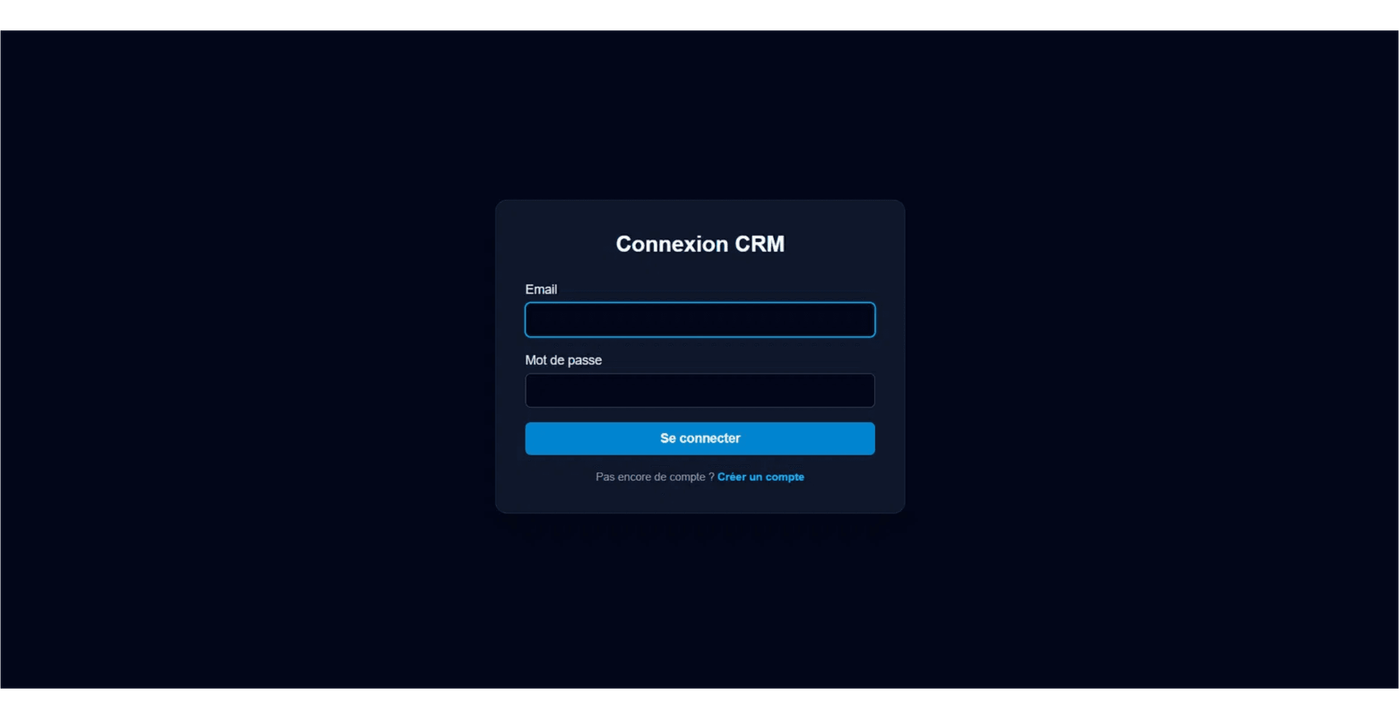 Connexion CRM
Email
Mot de passe
Se connecter
Pas encore de compte ? Créer un compte